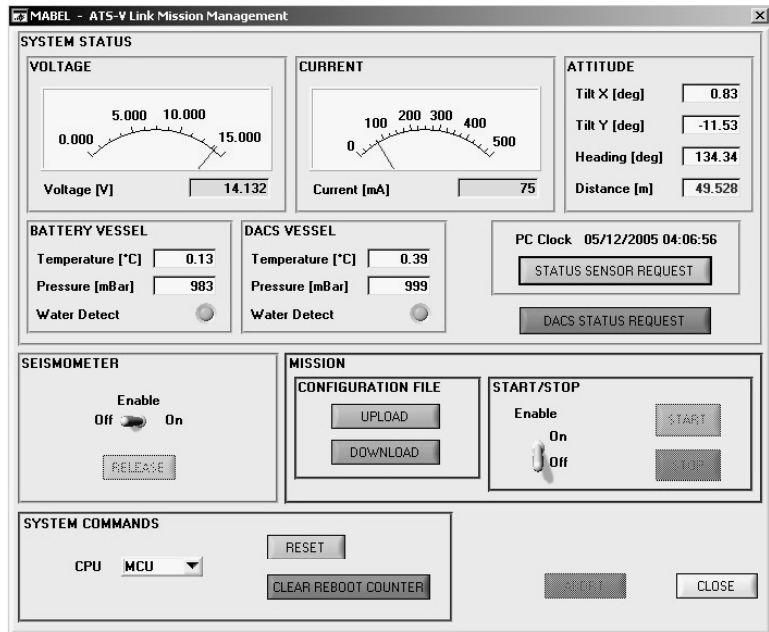 MABEL - ATS-V Link Mission Management
SYSTEM STATUS
VOLTAGE
0.000 5.000 10.000 15.000
Voltage [V] 14.132
CURRENT
0 100 200 300 400 500
Current [mA] 75
ATTITUDE
Tilt X [deg] 0.83
Tilt Y [deg] -11.53
Heading [deg] 134.34
Distance [m] 49.528
BATTERY VESSEL
Temperature [°C] 0.13
Pressure [mBar] 983
Water Detect
DACS VESSEL
Temperature [°C] 0.39
Pressure [mBar] 999
Water Detect
PC Clock 05/12/2005 04:06:56
STATUS SENSOR REQUEST
DACS STATUS REQUEST
SEISMOMETER
Enable
Off On
RELEASE
MISSION
CONFIGURATION FILE
UPLOAD
DOWNLOAD
START/STOP
Enable
On
Off
START
STOP
SYSTEM COMMANDS
CPU MCU
RESET
CLEAR REBOOT COUNTER
ABORT
CLOSE